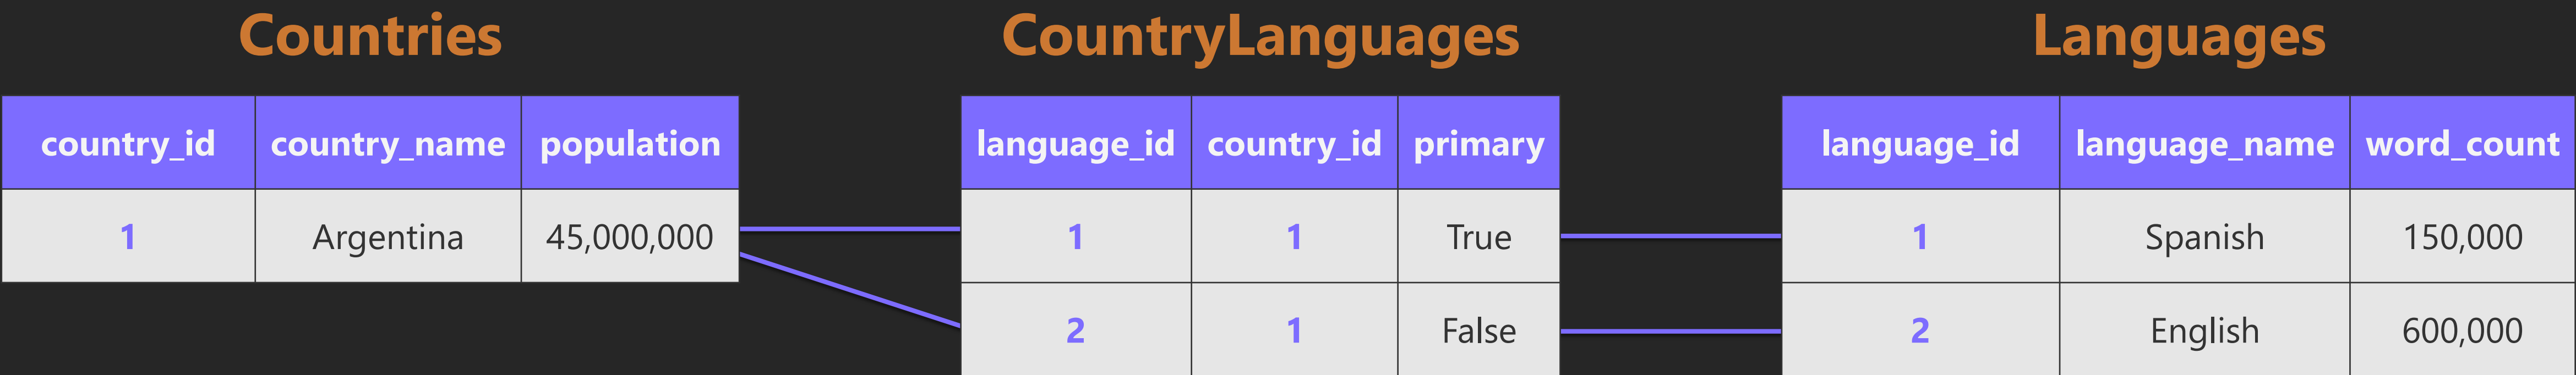 Countries
country_id country_name population
1 Argentina 45,000,000
CountryLanguages
language_id country_id primary
1 1 True
2 1 False
Languages
language_id language_name word_count
1 Spanish 150,000
2 English 600,000